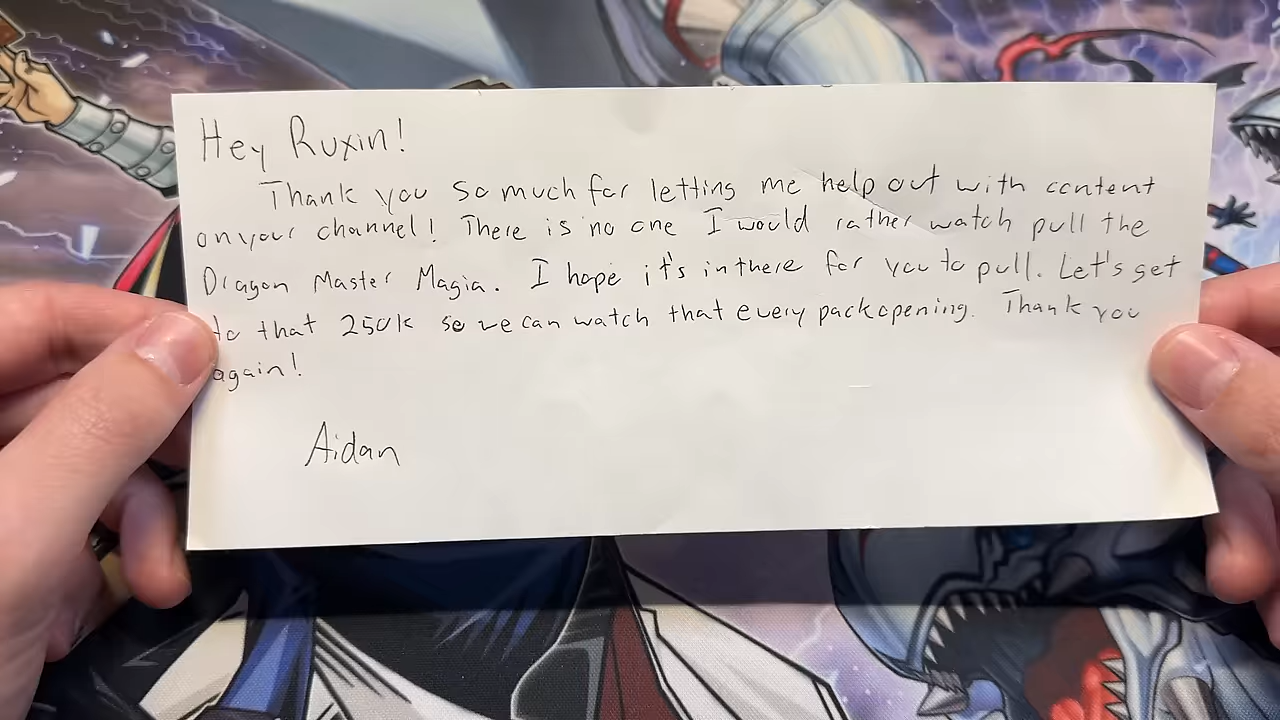 Hey Ruxin!
Thank you so much for letting me help out with content
on your channel! There is no one I would rather watch pull the
Dragon Master Magia. I hope it's in there for you to pull. Let's get
to that 250k so we can watch that every pack opening. Thank you
again!
Aidan